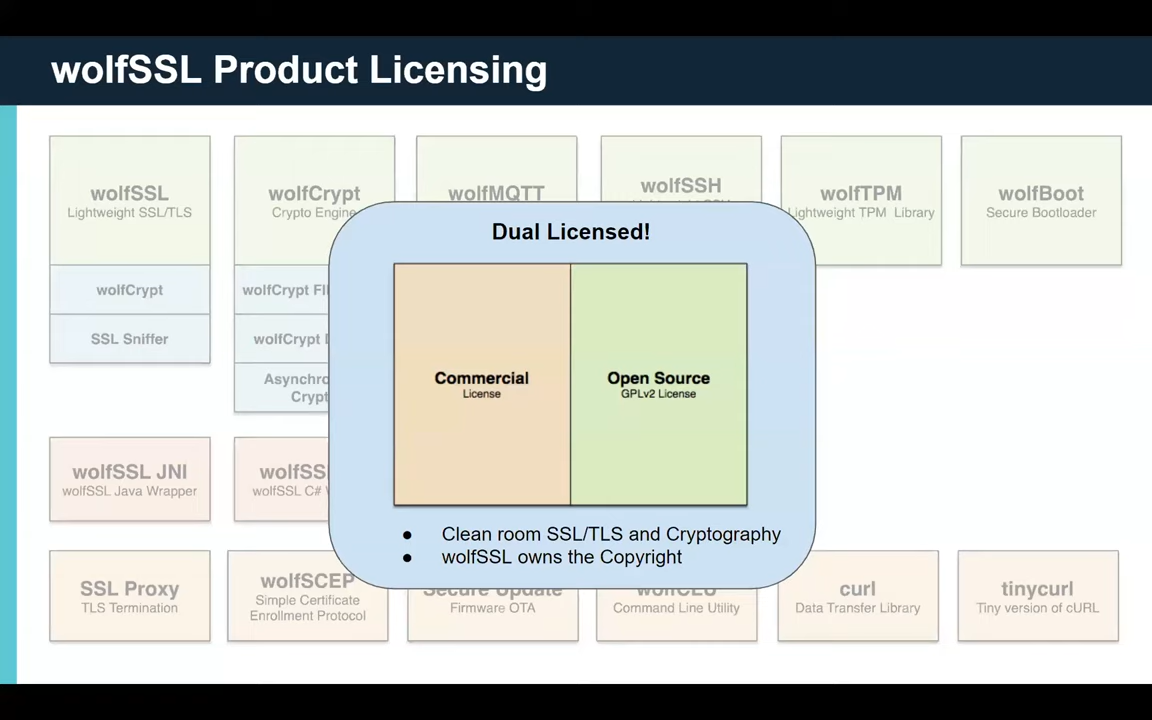 wolfSSL Product Licensing
wolfSSL
Lightweight SSL/TLS
wolfCrypt
Crypto Engine
wolfMQTT
wolfSSH
wolfTPM
Lightweight TPM Library
wolfBoot
Secure Bootloader
Dual Licensed!
wolfCrypt
SSL Sniffer
wolfCrypt
wolfCrypt
Commercial
License
Open Source
GPLv2 License
wolfSSL JNI
wolfSSL Java Wrapper
wolfSSL C#
● Clean room SSL/TLS and Cryptography
● wolfSSL owns the Copyright
SSL Proxy
TLS Termination
wolfSCEP
Simple Certificate
Enrollment Protocol
Secure Update
Firmware OTA
Command Line Utility
curl
Data Transfer Library
tinycurl
Tiny version of cURL